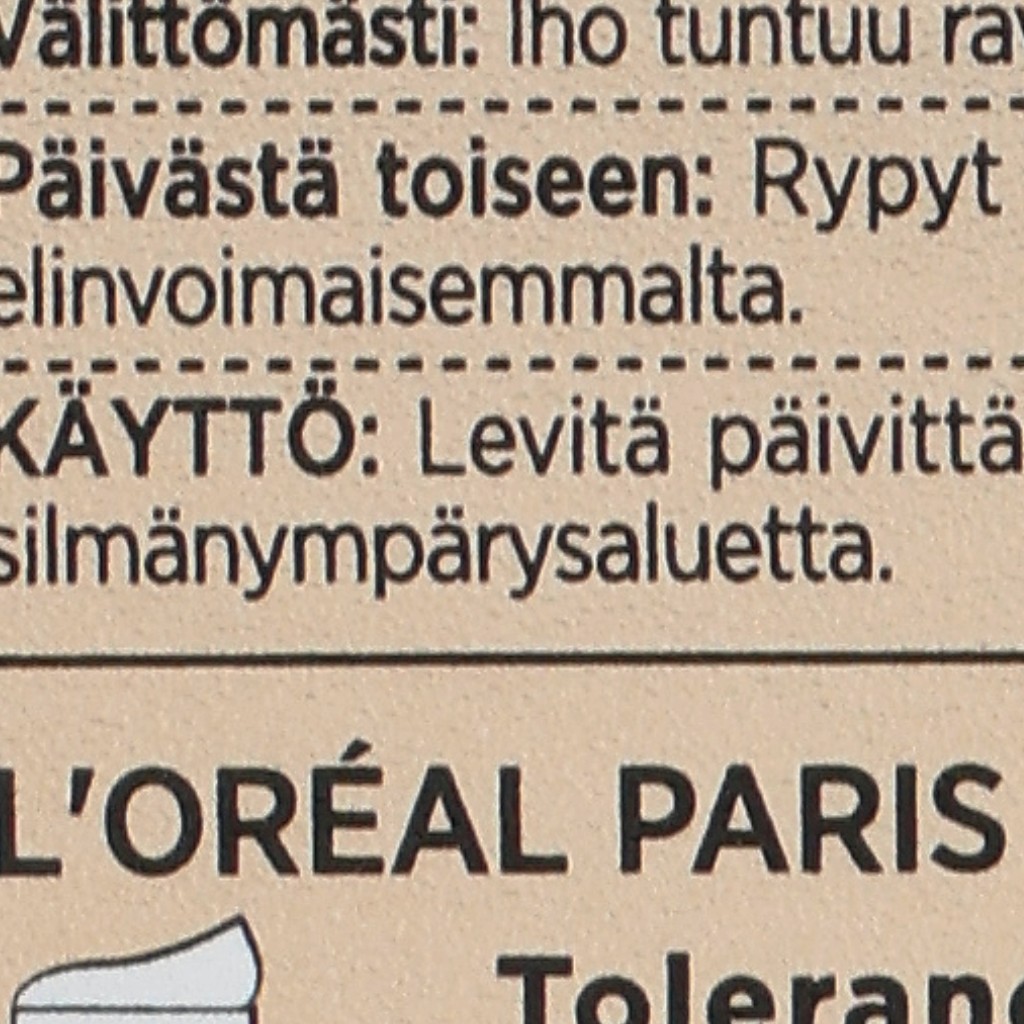 Välittömästi: Iho tuntuu
Päivästä toiseen: Rypyt
elinvoimaisemmalta.
KÄYTTÖ: Levitä
silmänympärysaluetta.
L'ORÉAL PARIS